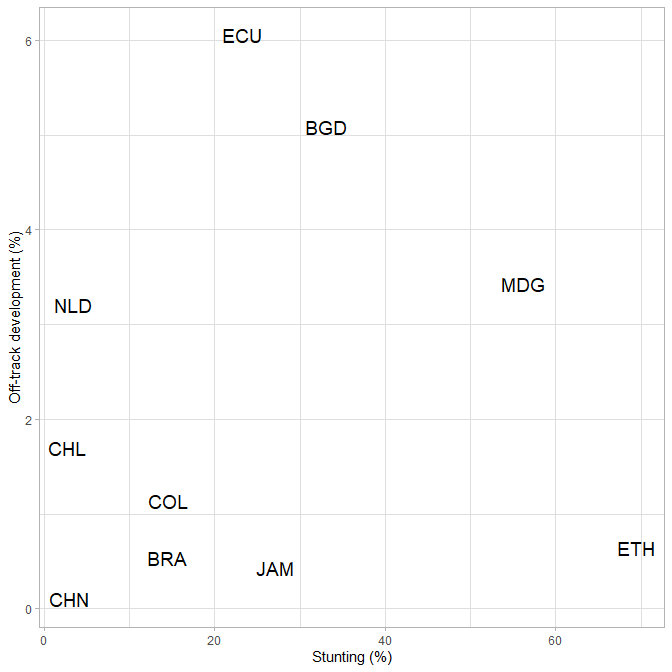 ECU
BGD
MDG
NLD
CHL
COL
BRA
JAM
ETH
CHN
6
4
2
0
0 20 40 60
Stunting (%)
Off-track development (%)